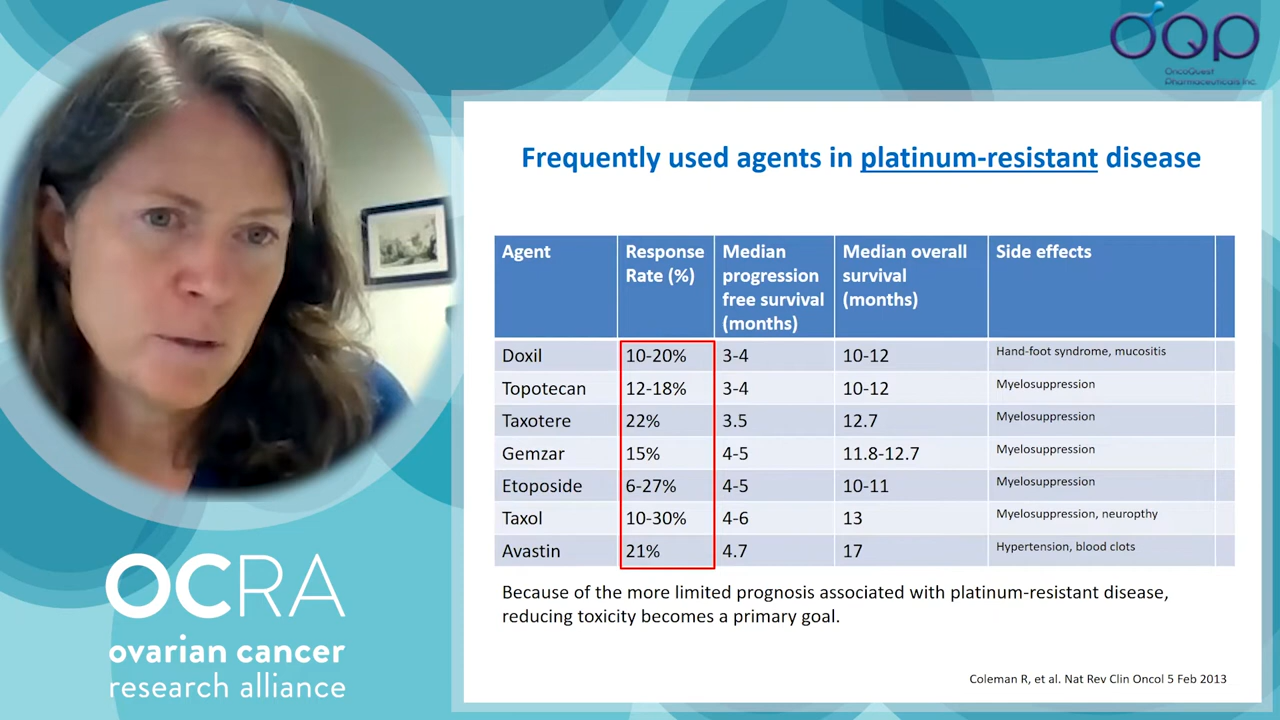 OQP
OncoQuest
Pharmaceuticals Inc.
Frequently used agents in platinum-resistant disease
Agent
Response
Rate (%)
Median
progression
free survival
(months)
Median overall
survival
(months)
Side effects
Doxil 10-20% 3-4 10-12 Hand-foot syndrome, mucositis
Topotecan 12-18% 3-4 10-12 Myelosuppression
Taxotere 22% 3.5 12.7 Myelosuppression
Gemzar 15% 4-5 11.8-12.7 Myelosuppression
Etoposide 6-27% 4-5 10-11 Myelosuppression
Taxol 10-30% 4-6 13 Myelosuppression, neuropthy
Avastin 21% 4.7 17 Hypertension, blood clots
Because of the more limited prognosis associated with platinum-resistant disease,
reducing toxicity becomes a primary goal.
Coleman R, et al. Nat Rev Clin Oncol 5 Feb 2013
OCRA
ovarian cancer
research alliance